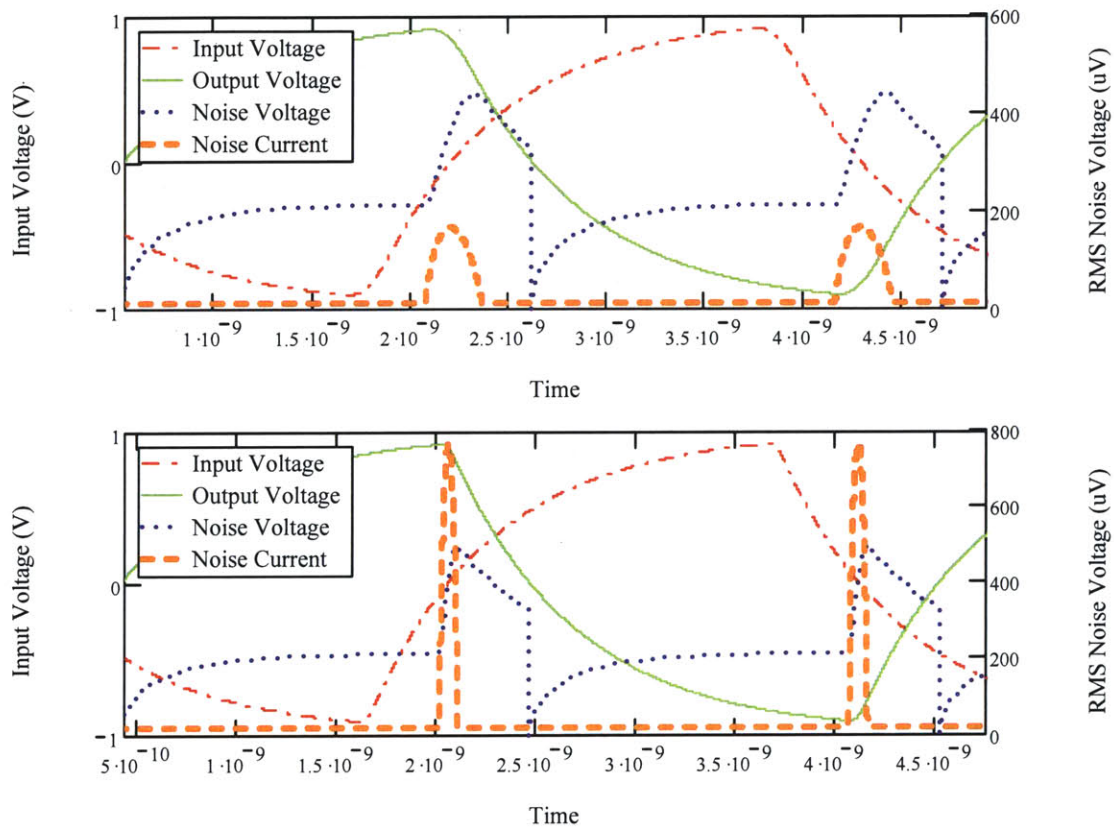 1
600
Input Voltage
Output Voltage
Noise Voltage
Noise Current
400
0
200
−1
0
Input Voltage (V)
RMS Noise Voltage (uV)
1·10⁻⁹ 1.5·10⁻⁹ 2·10⁻⁹ 2.5·10⁻⁹ 3·10⁻⁹ 3.5·10⁻⁹ 4·10⁻⁹ 4.5·10⁻⁹
Time
1
800
Input Voltage
Output Voltage
Noise Voltage
Noise Current
600
400
0
200
−1
0
Input Voltage (V)
RMS Noise Voltage (uV)
5·10⁻¹⁰ 1·10⁻⁹ 1.5·10⁻⁹ 2·10⁻⁹ 2.5·10⁻⁹ 3·10⁻⁹ 3.5·10⁻⁹ 4·10⁻⁹ 4.5·10⁻⁹
Time